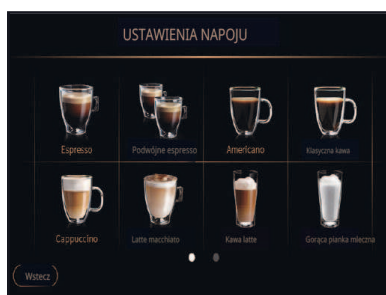 USTAWIENIA NAPOJU
Espresso
Podwójne espresso
Americano
Klasyczna kawa
Cappuccino
Latte macchiato
Kawa latte
Gorąca pianka mleczna
Wstecz